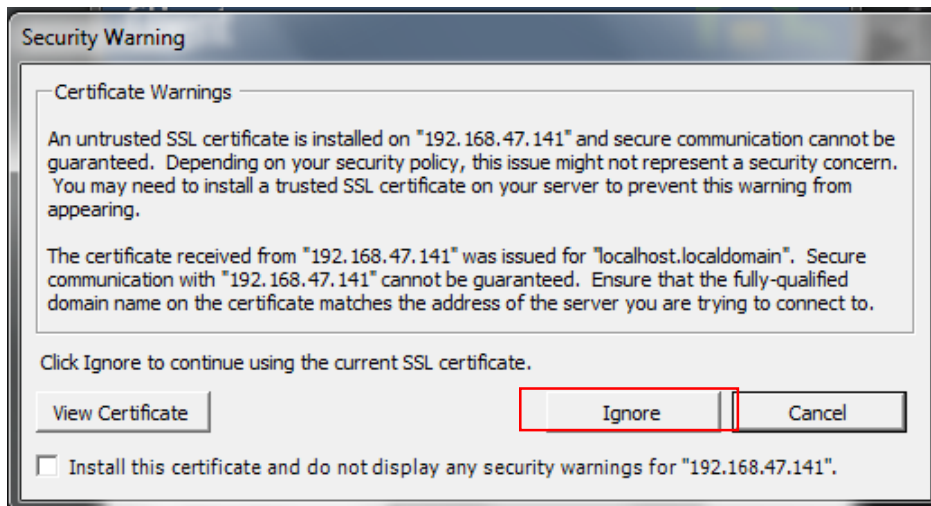 Security Warning
Certificate Warnings
An untrusted SSL certificate is installed on "192.168.47.141" and secure communication cannot be
guaranteed. Depending on your security policy, this issue might not represent a security concern.
You may need to install a trusted SSL certificate on your server to prevent this warning from
appearing.
The certificate received from "192.168.47.141" was issued for "localhost.localdomain". Secure
communication with "192.168.47.141" cannot be guaranteed. Ensure that the fully-qualified
domain name on the certificate matches the address of the server you are trying to connect to.
Click Ignore to continue using the current SSL certificate.
View Certificate Ignore Cancel
Install this certificate and do not display any security warnings for "192.168.47.141".